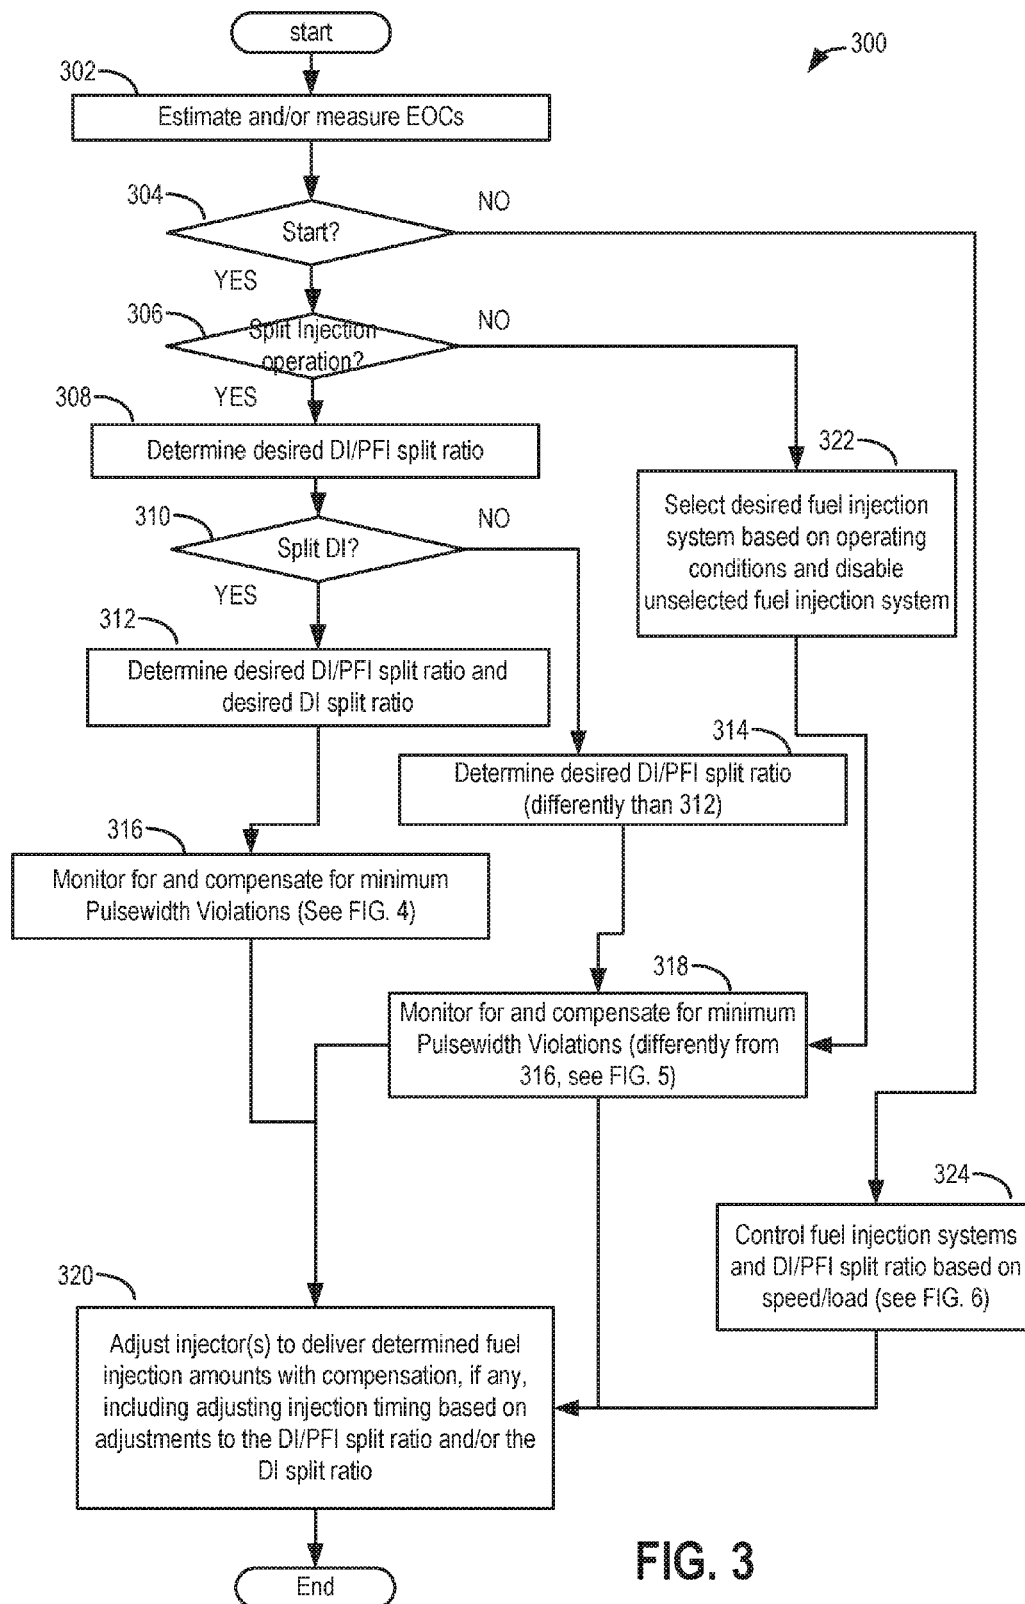 start
300
302
Estimate and/or measure EOCs
304
NO
Start?
YES
306
NO
Split Injection
operation?
YES
308
Determine desired DI/PFI split ratio
322
Select desired fuel injection
system based on operating
conditions and disable
unselected fuel injection system
310
NO
Split DI?
YES
312
Determine desired DI/PFI split ratio and
desired DI split ratio
314
Determine desired DI/PFI split ratio
(differently than 312)
316
Monitor for and compensate for minimum
Pulsewidth Violations (See FIG. 4)
318
Monitor for and compensate for minimum
Pulsewidth Violations (differently from
316, see FIG. 5)
324
Control fuel injection systems
and DI/PFI split ratio based on
speed/load (see FIG. 6)
320
Adjust injector(s) to deliver determined fuel
injection amounts with compensation, if any,
including adjusting injection timing based on
adjustments to the DI/PFI split ratio and/or the
DI split ratio
End
FIG. 3